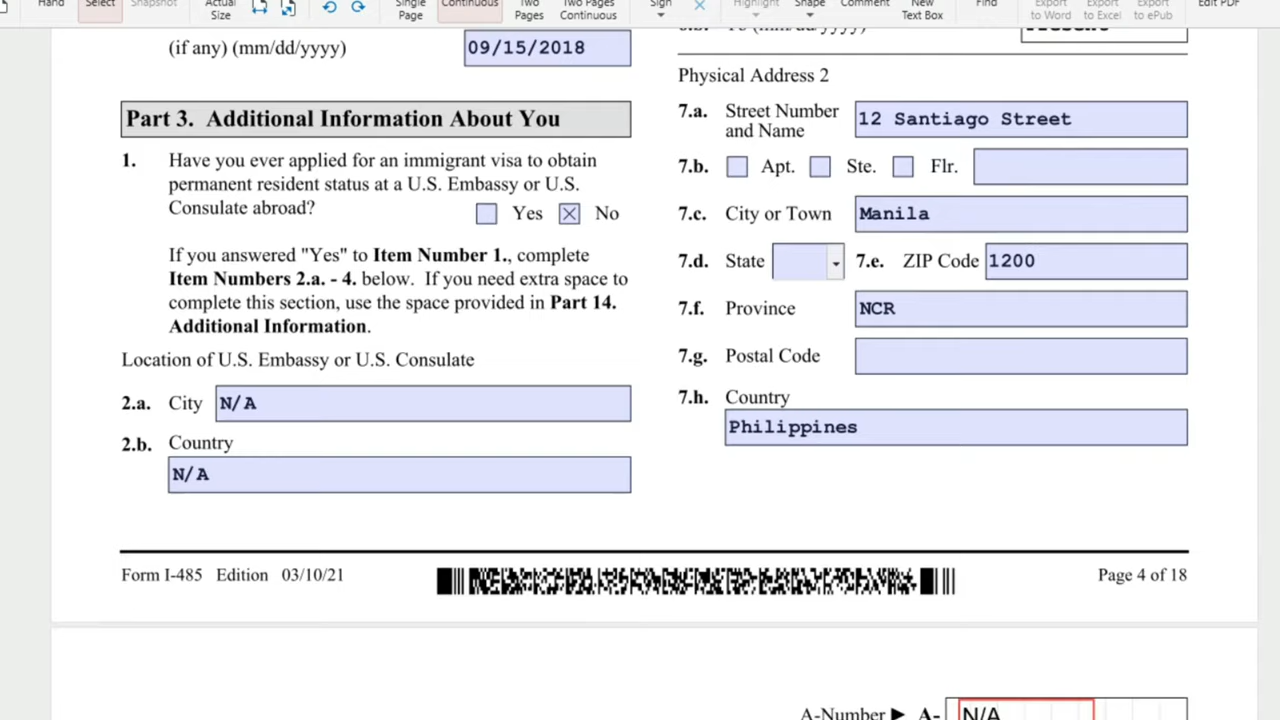 Hand
Select
Snapshot
Actual
Size
Single
Page
Continuous
Two
Pages
Two Pages
Continuous
Sign
Highlight
Shape
Comment
New
Text Box
Find
Export
to Word
Export
to Excel
Export
to ePub
Edit PDF
(if any) (mm/dd/yyyy) 09/15/2018
Part 3. Additional Information About You
1. Have you ever applied for an immigrant visa to obtain
permanent resident status at a U.S. Embassy or U.S.
Consulate abroad?
Yes No
If you answered "Yes" to Item Number 1., complete
Item Numbers 2.a. - 4. below. If you need extra space to
complete this section, use the space provided in Part 14.
Additional Information.
Location of U.S. Embassy or U.S. Consulate
2.a. City N/A
2.b. Country
N/A
Physical Address 2
7.a. Street Number
and Name 12 Santiago Street
7.b. Apt. Ste. Flr.
7.c. City or Town Manila
7.d. State 7.e. ZIP Code 1200
7.f. Province NCR
7.g. Postal Code
7.h. Country
Philippines
Form I-485 Edition 03/10/21 Page 4 of 18
A-Number ► A- N/A